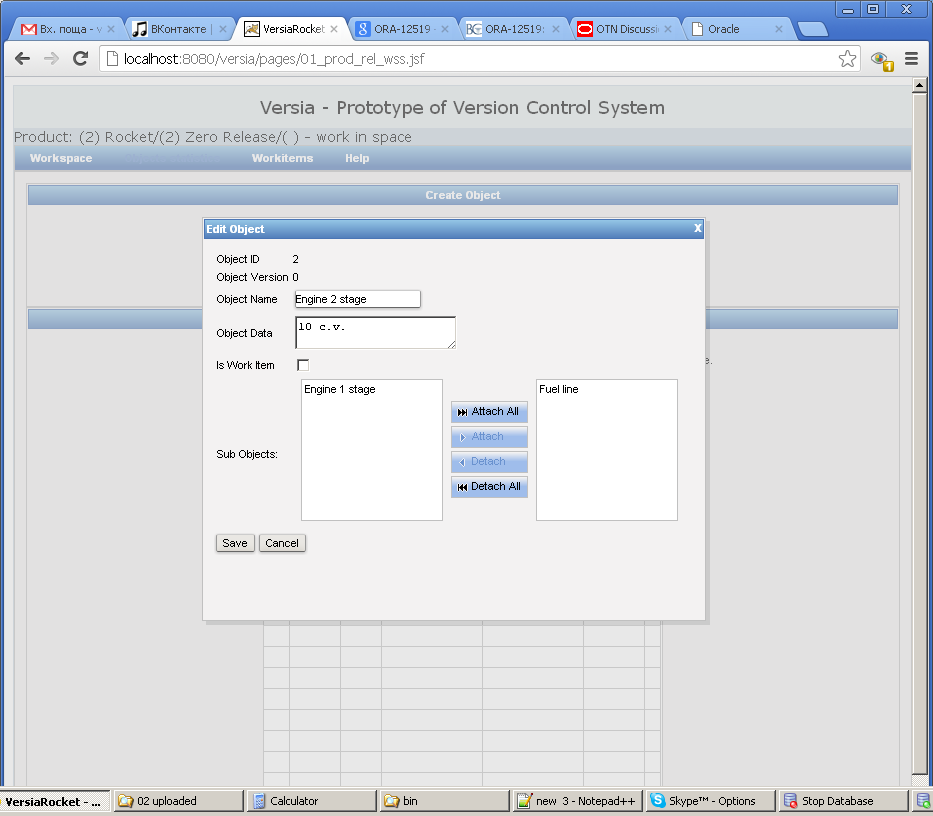 Вх. поща - v
ВКонтакте
VersiaRocket
ORA-12519 -
ORA-12519:
OTN Discussi
Oracle
localhost:8080/versia/pages/01_prod_rel_wss.jsf
Versia - Prototype of Version Control System
Product: (2) Rocket/(2) Zero Release/( ) - work in space
Workspace Workitems Help
Create Object
Edit Object X
Object ID 2
Object Version 0
Object Name Engine 2 stage
Object Data 10 c.v.
Is Work Item
e.
Engine 1 stage
Fuel line
Attach All
Attach
Sub Objects:
Detach
Detach All
Save Cancel
VersiaRocket - ...
02 uploaded
Calculator
bin
new 3 - Notepad++
Skype™ - Options
Stop Database